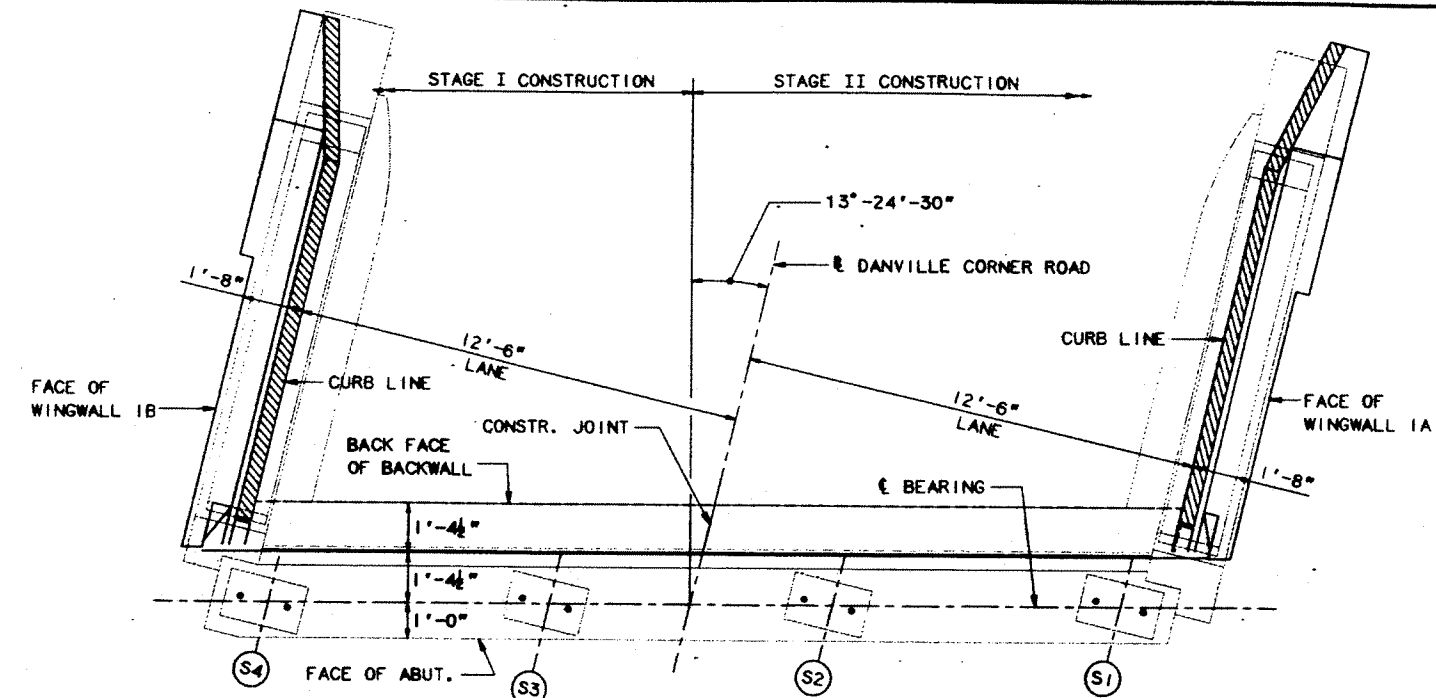 STAGE I CONSTRUCTION
STAGE II CONSTRUCTION
13°-24'-30"
℄ DANVILLE CORNER ROAD
1'-8"
12'-6"
LANE
CURB LINE
CURB LINE
FACE OF
WINGWALL 1B
12'-6"
LANE
FACE OF
WINGWALL 1A
CONSTR. JOINT
BACK FACE
OF BACKWALL
℄ BEARING
1'-8"
1'-4½"
1'-4½"
1'-0"
S4
FACE OF ABUT.
S3
S2
S1